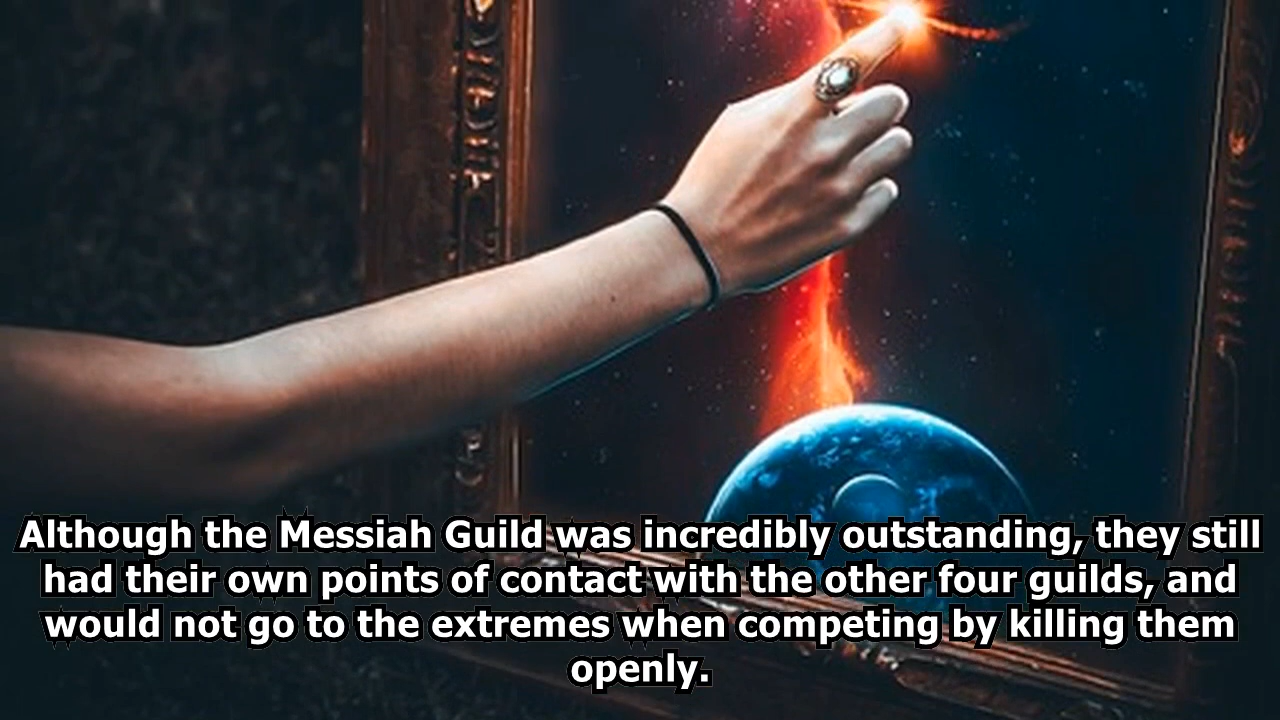 Although the Messiah Guild was incredibly outstanding, they still
had their own points of contact with the other four guilds, and
would not go to the extremes when competing by killing them
openly.